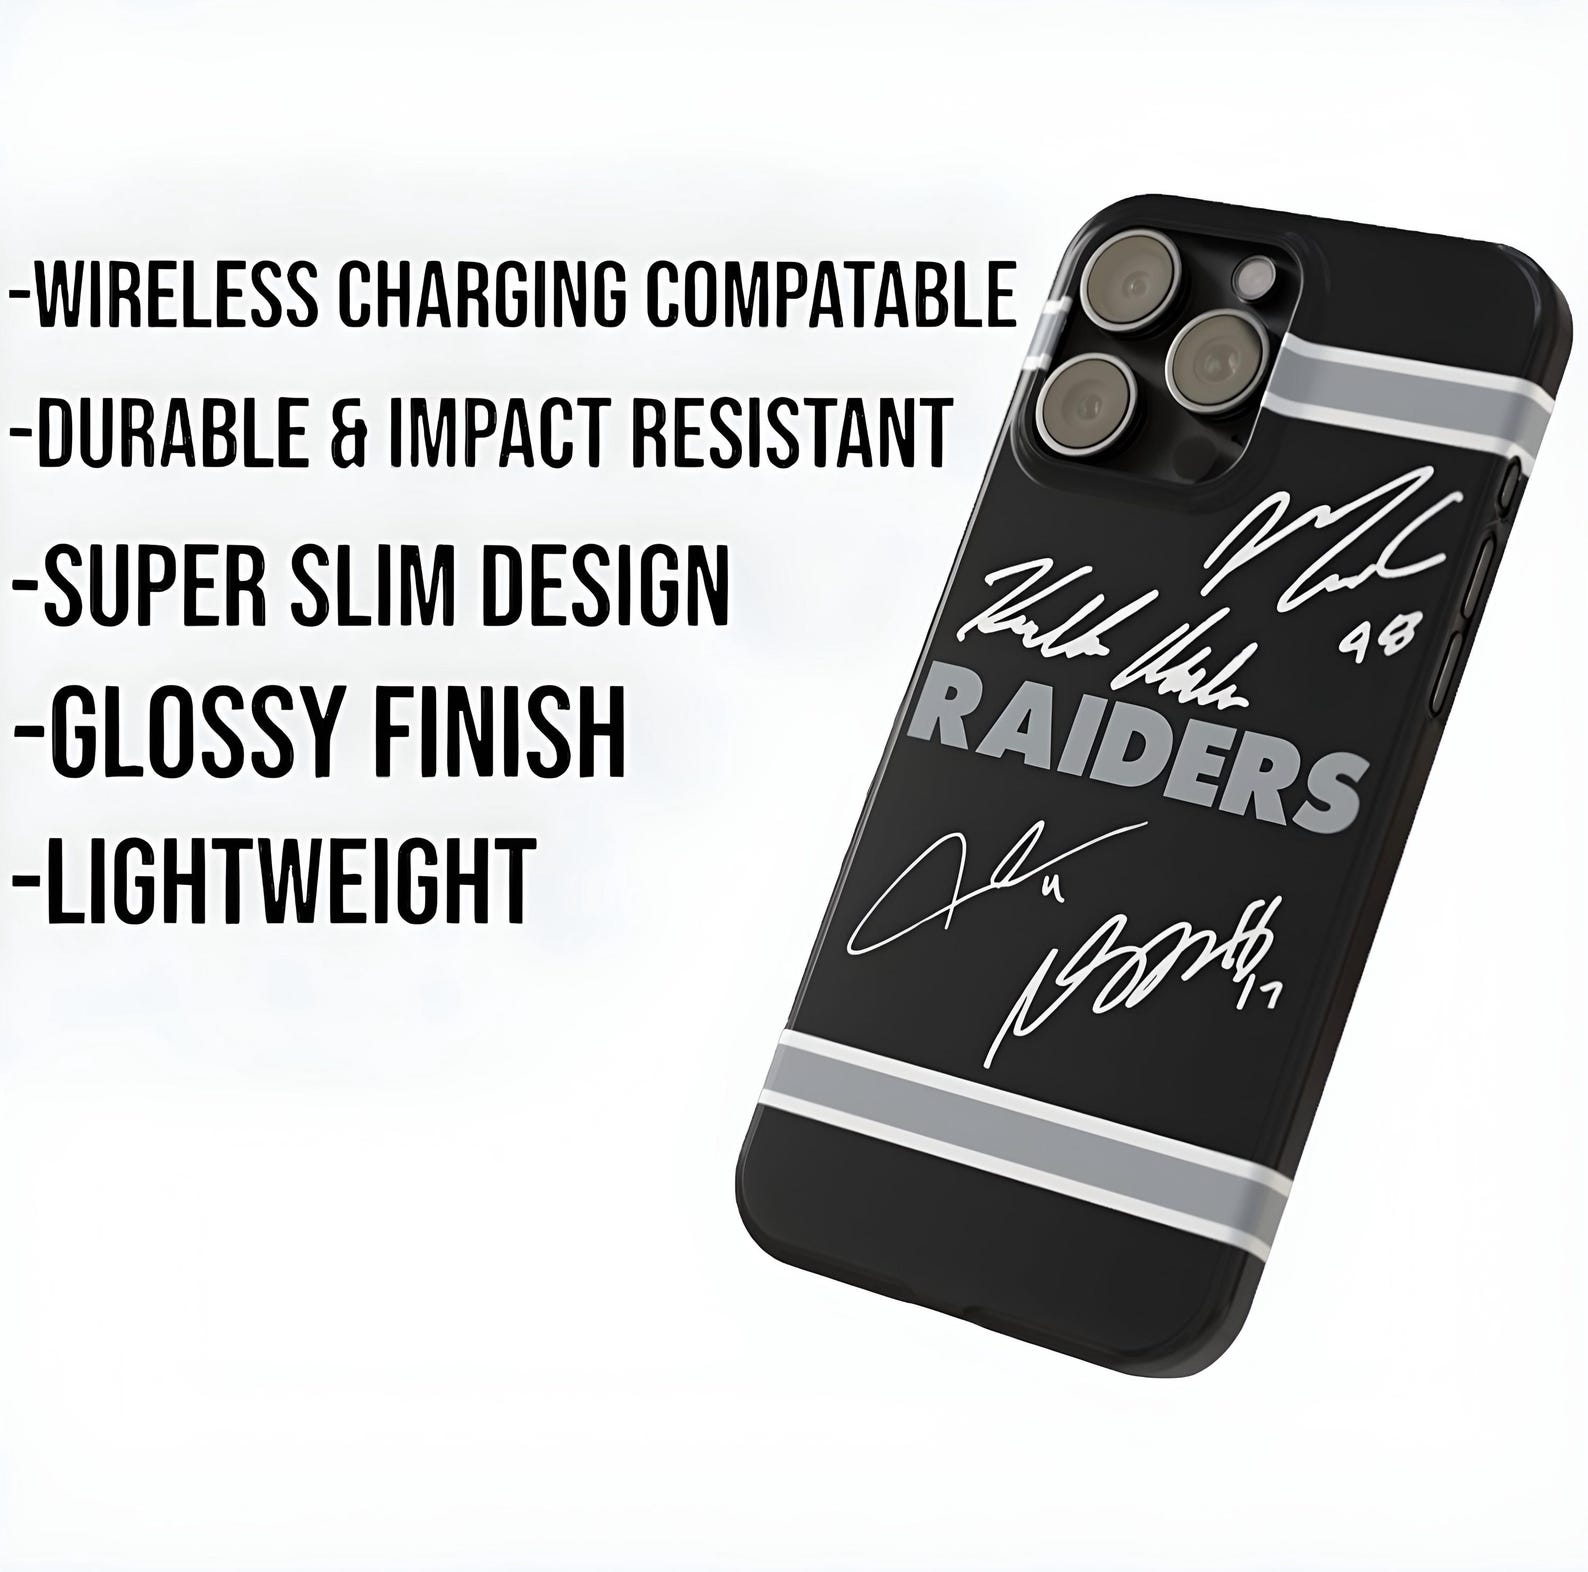 -WIRELESS CHARGING COMPATABLE
-DURABLE & IMPACT RESISTANT
-SUPER SLIM DESIGN
-GLOSSY FINISH
-LIGHTWEIGHT
98
RAIDERS
17